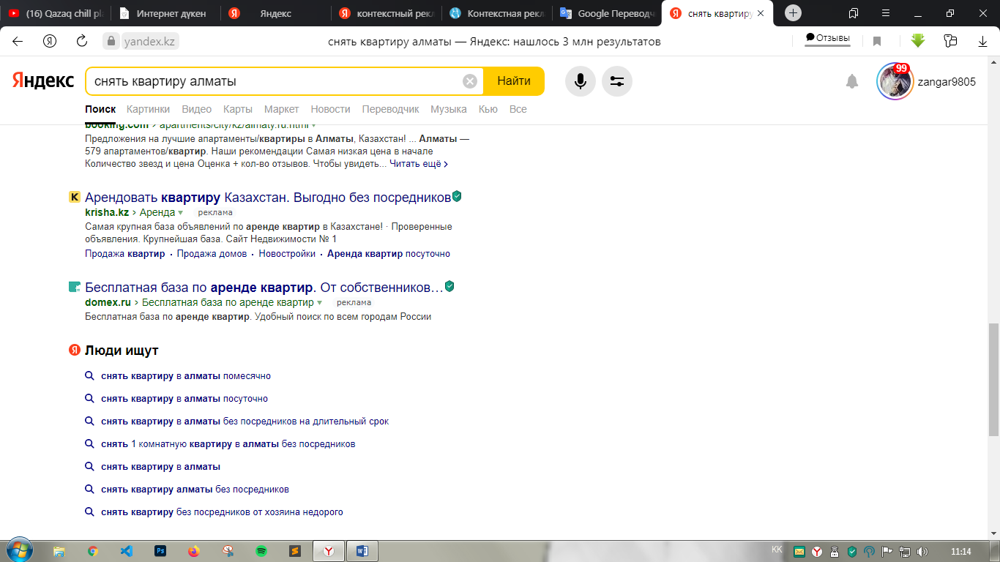 (16) Qazaq chill pl
Интернет дүкен
Яндекс
контекстный рекл
Контекстная рекл
Google Переводч
снять квартиру
yandex.kz
снять квартиру алматы — Яндекс: нашлось 3 млн результатов
Отзывы
Яндекс
снять квартиру алматы
Найти
99
zangar9805
Поиск Картинки Видео Карты Маркет Новости Переводчик Музыка Кью Все
booking.com › apartments/city/kz/almaty.ru.html
Предложения на лучшие апартаменты/квартиры в Алматы, Казахстан! ... Алматы —
579 апартаментов/квартир. Наши рекомендации Самая низкая цена в начале
Количество звезд и цена Оценка + кол-во отзывов. Чтобы увидеть... Читать ещё ›
Арендовать квартиру Казахстан. Выгодно без посредников
krisha.kz › Аренда реклама
Самая крупная база объявлений по аренде квартир в Казахстане! · Проверенные
объявления. Крупнейшая база. Сайт Недвижимости № 1
Продажа квартир · Продажа домов · Новостройки · Аренда квартир посуточно
Бесплатная база по аренде квартир. От собственников…
domex.ru › Бесплатная база по аренде квартир реклама
Бесплатная база по аренде квартир. Удобный поиск по всем городам России
Люди ищут
снять квартиру в алматы помесячно
снять квартиру в алматы посуточно
снять квартиру в алматы без посредников на длительный срок
снять 1 комнатную квартиру в алматы без посредников
снять квартиру в алматы
снять квартиру алматы без посредников
снять квартиру без посредников от хозяина недорого
KK
11:14